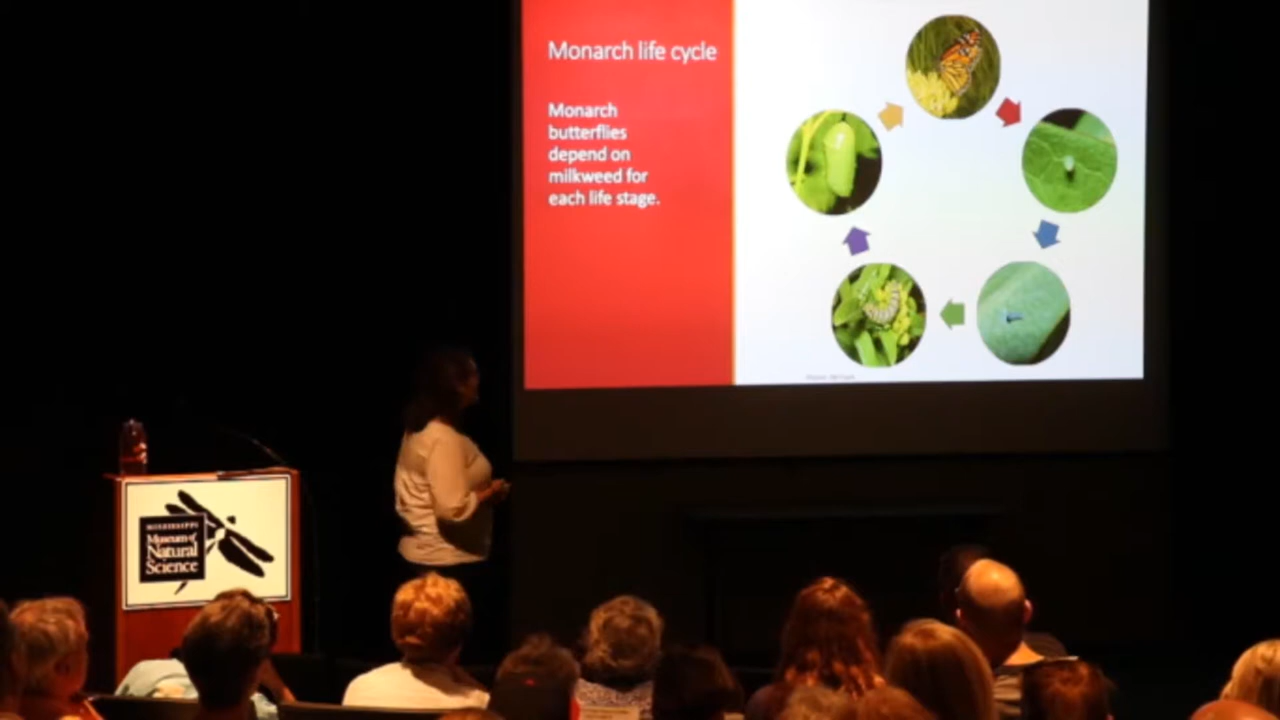 Monarch life cycle
Monarch
butterflies
depend on
milkweed for
each life stage.
MISSISSIPPI
Museum of
Natural
Science